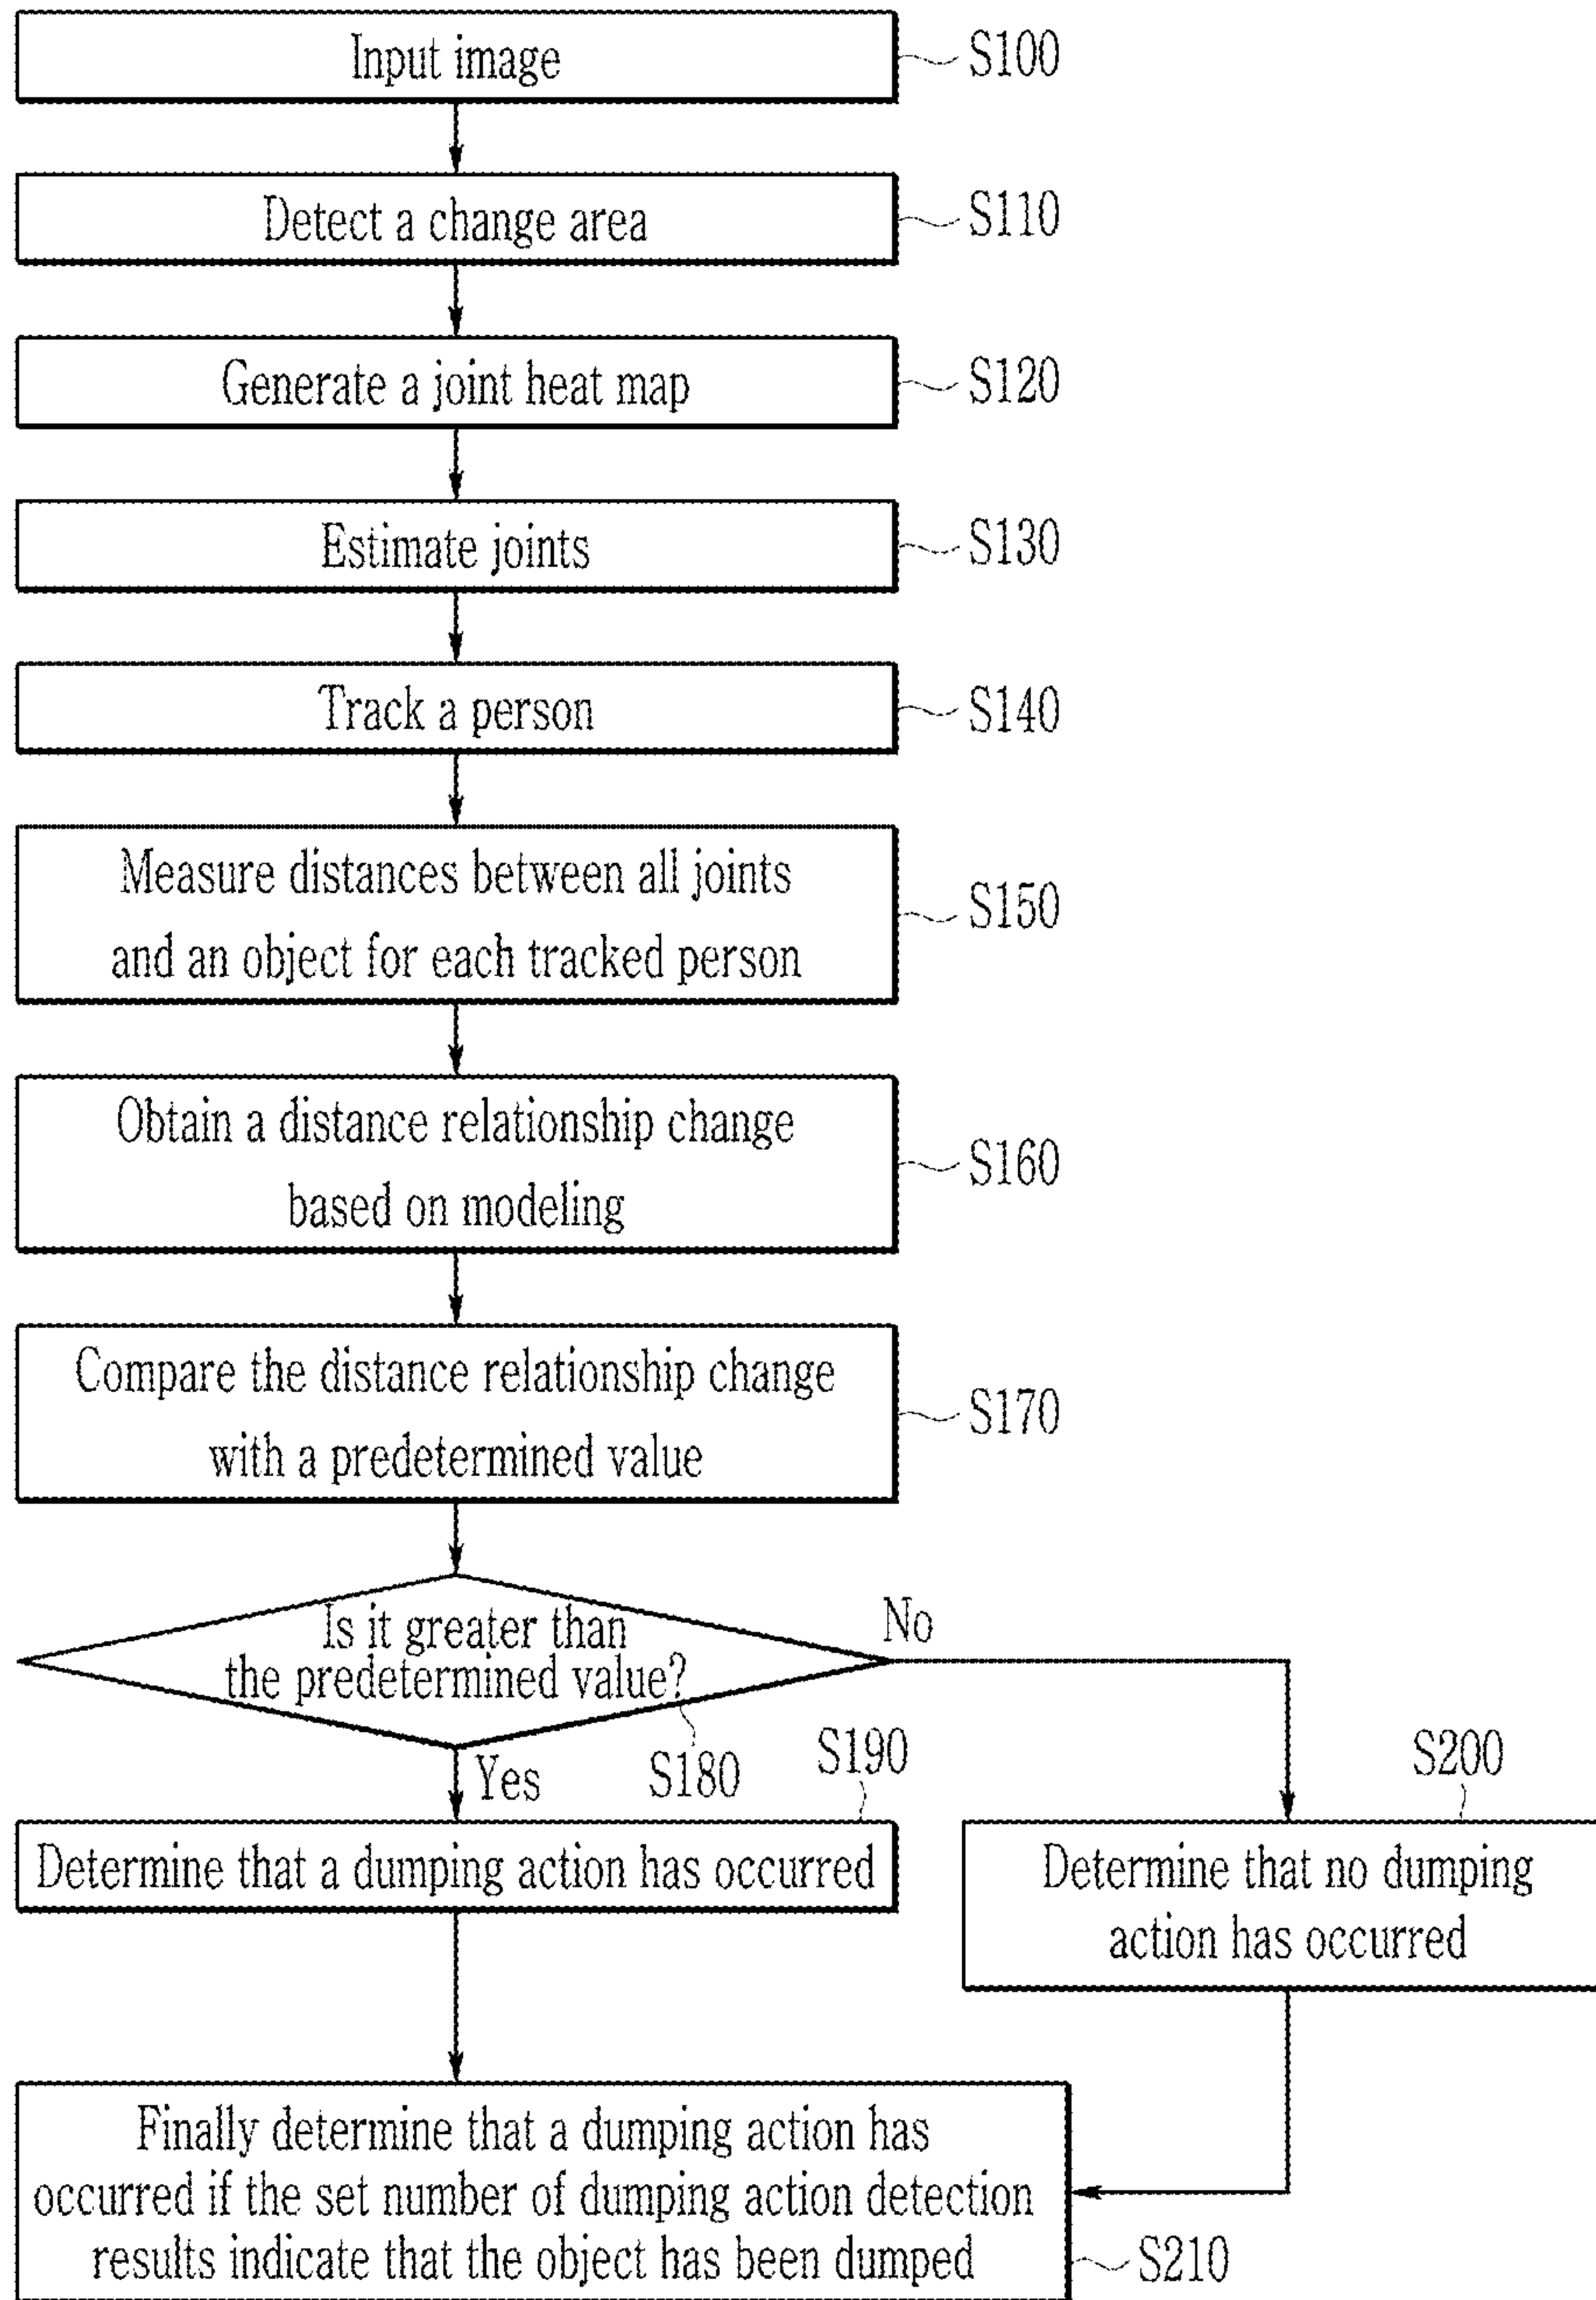 Input image
S100
Detect a change area
S110
Generate a joint heat map
S120
Estimate joints
S130
Track a person
S140
Measure distances between all joints
and an object for each tracked person
S150
Obtain a distance relationship change
based on modeling
S160
Compare the distance relationship change
with a predetermined value
S170
Is it greater than
the predetermined value?
No
Yes
S180
S190
S200
Determine that a dumping action has occurred
Determine that no dumping
action has occurred
Finally determine that a dumping action has
occurred if the set number of dumping action detection
results indicate that the object has been dumped
S210